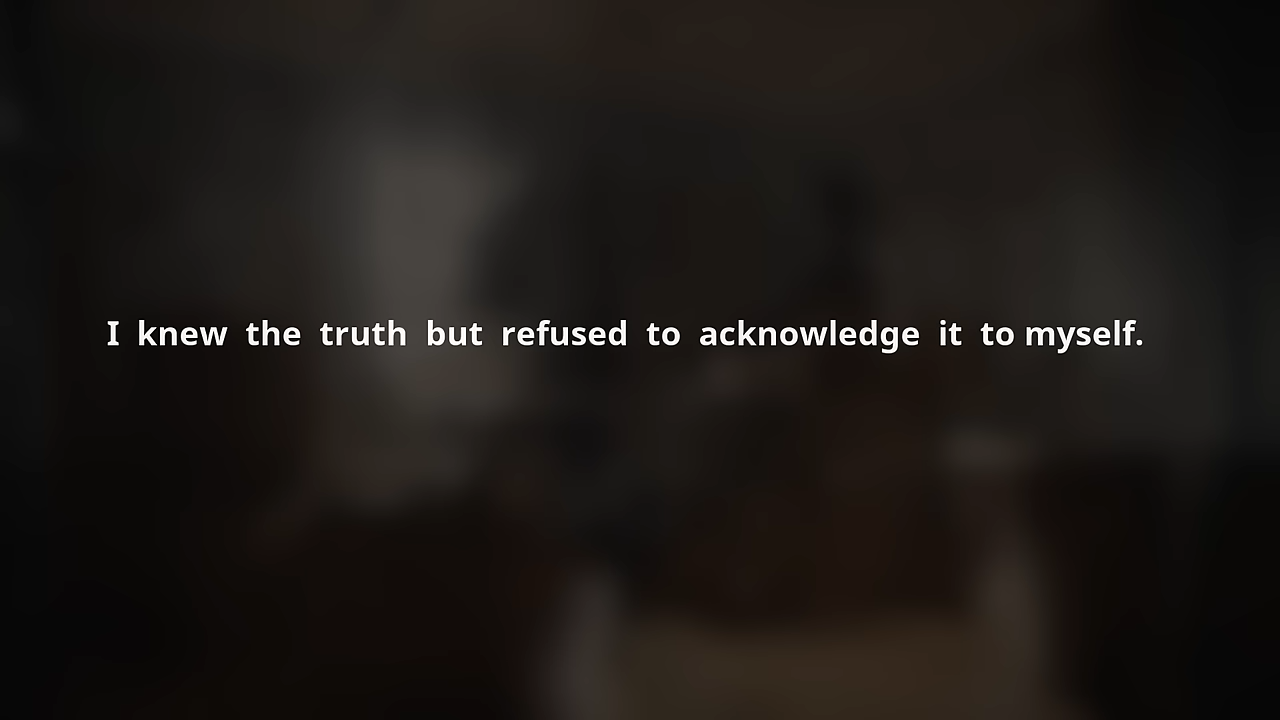 I knew the truth but refused to acknowledge it to myself.